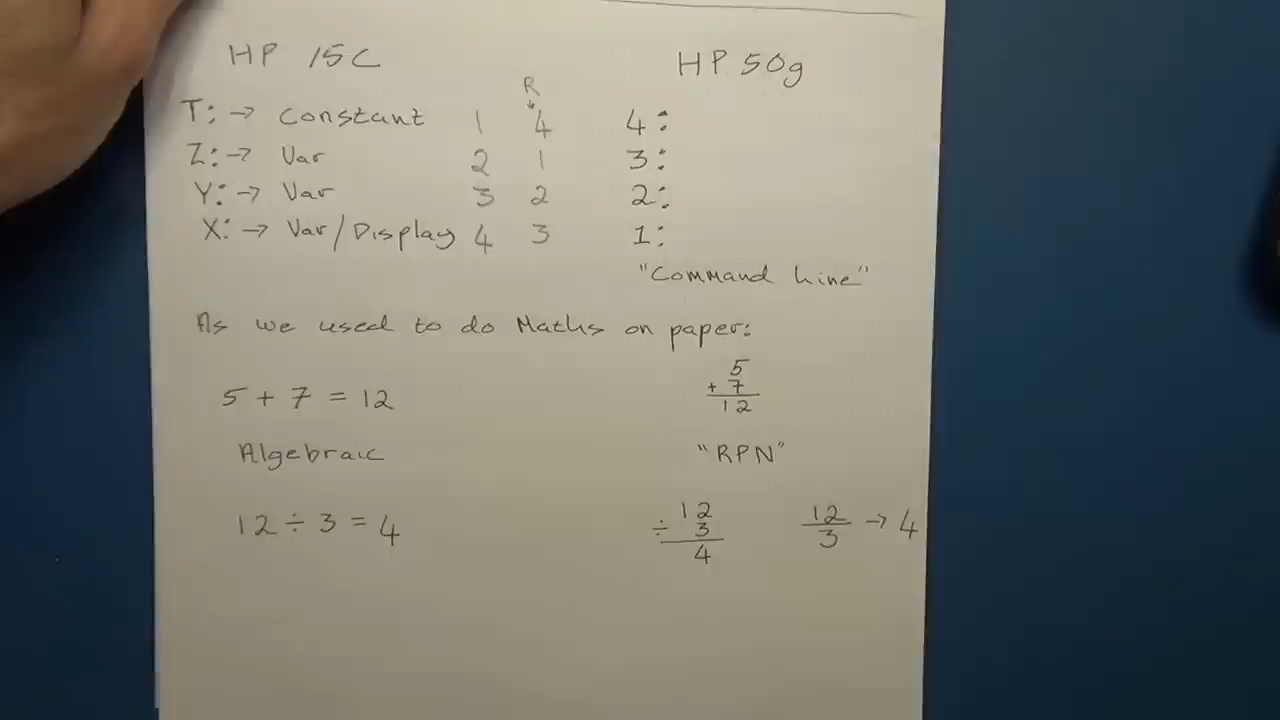 HP 15C HP 50g
R
↓
T: → Constant 1 4 4:
Z: → Var 2 1 3:
Y: → Var 3 2 2:
X: → Var/Display 4 3 1:
"Command Line"
As we used to do Maths on paper:
5 + 7 = 12
5
+ 7
12
Algebraic "RPN"
12 ÷ 3 = 4
12
÷ 3
4
12
3 → 4